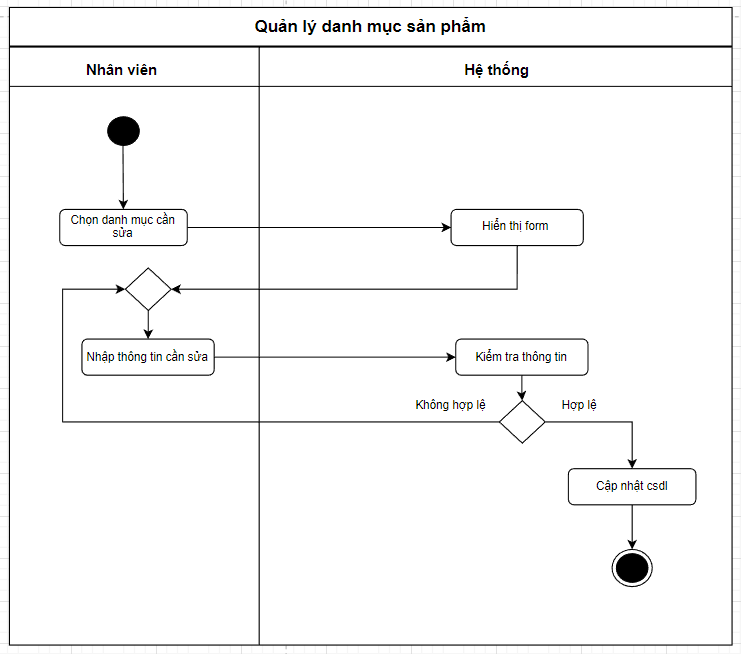 Quản lý danh mục sản phẩm
Nhân viên
Hệ thống
Chọn danh mục cần
sửa
Hiển thị form
Nhập thông tin cần sửa
Kiểm tra thông tin
Không hợp lệ
Hợp lệ
Cập nhật csdl